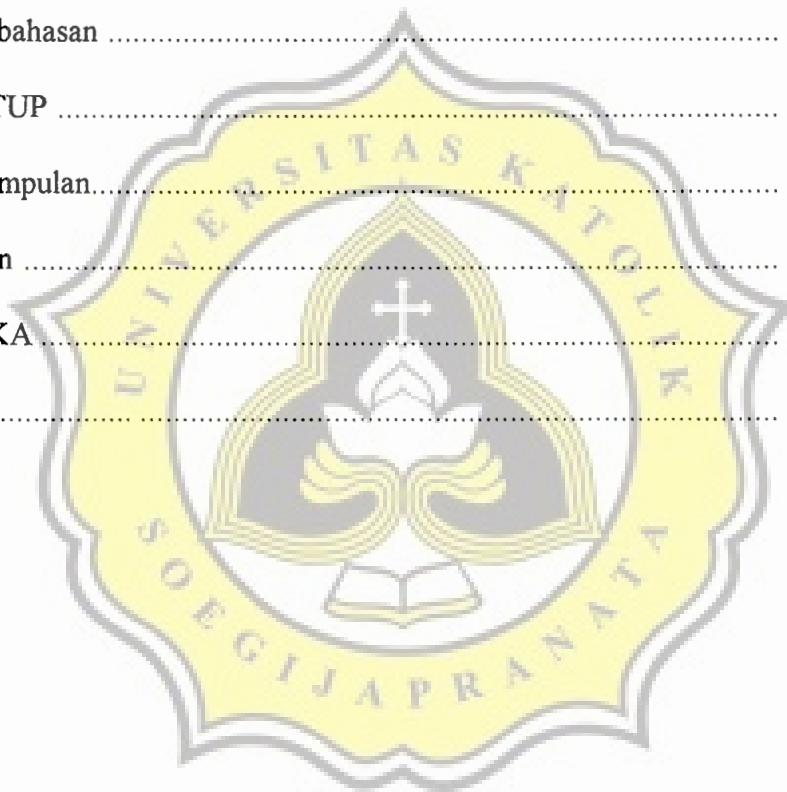 bahasan ..........................................................................
TUP ..........................................................................
mpulan..........................................................................
n ..........................................................................
KA ..........................................................................
..........................................................................
UNIVERSITAS KATOLIK
SOEGIJAPRANATA